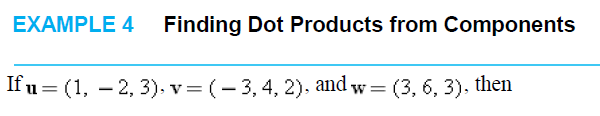 EXAMPLE 4 Finding Dot Products from Components
If u = (1, − 2, 3), v = ( − 3, 4, 2), and w = (3, 6, 3), then